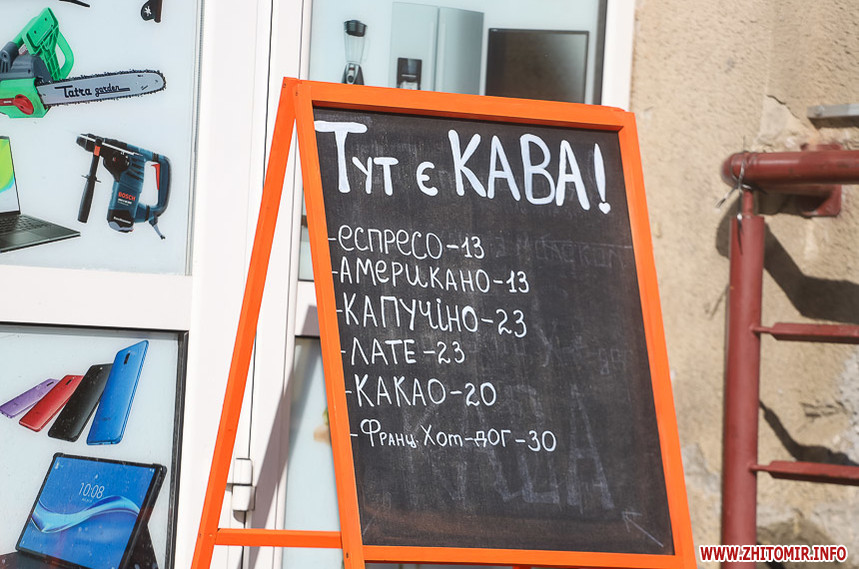 Tatra garden
BOSCH
10:08
Тут є КАВА!
-ЕСПРЕСО-13
-АМЕРИКАНО-13
-КАПУЧІНО-23
-ЛАТЕ-23
-КАКАО-20
-Франц. Хот-дог-30
WWW.ZHITOMIR.INFO